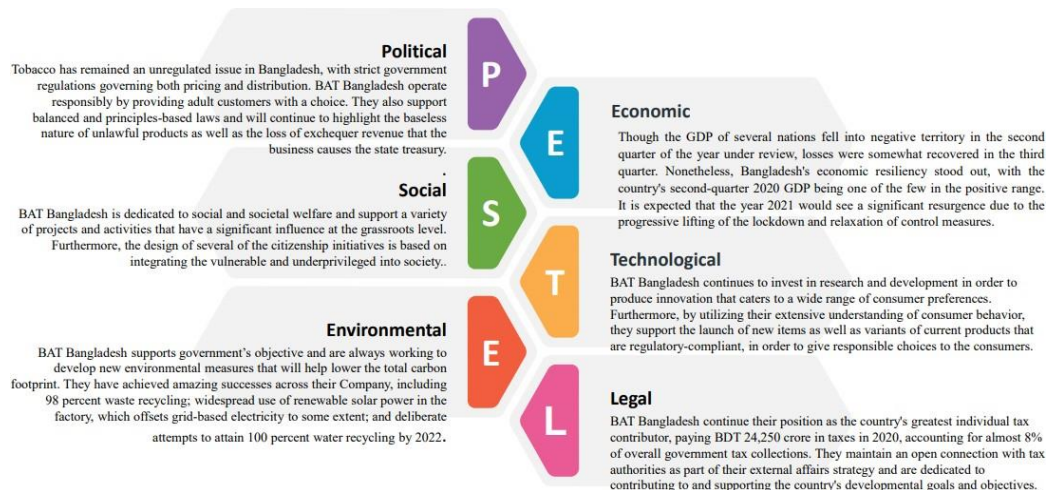 P
Political
Tobacco has remained an unregulated issue in Bangladesh, with strict government
regulations governing both pricing and distribution. BAT Bangladesh operate
responsibly by providing adult customers with a choice. They also support
balanced and principles-based laws and will continue to highlight the baseless
nature of unlawful products as well as the loss of exchequer revenue that the
business causes the state treasury.
.
E
Economic
Though the GDP of several nations fell into negative territory in the second
quarter of the year under review, losses were somewhat recovered in the third
quarter. Nonetheless, Bangladesh's economic resiliency stood out, with the
country's second-quarter 2020 GDP being one of the few in the positive range.
It is expected that the year 2021 would see a significant resurgence due to the
progressive lifting of the lockdown and relaxation of control measures.
S
Social
BAT Bangladesh is dedicated to social and societal welfare and support a variety
of projects and activities that have a significant influence at the grassroots level.
Furthermore, the design of several of the citizenship initiatives is based on
integrating the vulnerable and underprivileged into society..
T
Technological
BAT Bangladesh continues to invest in research and development in order to
produce innovation that caters to a wide range of consumer preferences.
Furthermore, by utilizing their extensive understanding of consumer behavior,
they support the launch of new items as well as variants of current products that
are regulatory-compliant, in order to give responsible choices to the consumers.
E
Environmental
BAT Bangladesh supports government's objective and are always working to
develop new environmental measures that will help lower the total carbon
footprint. They have achieved amazing successes across their Company, including
98 percent waste recycling; widespread use of renewable solar power in the
factory, which offsets grid-based electricity to some extent; and deliberate
attempts to attain 100 percent water recycling by 2022.
L
Legal
BAT Bangladesh continue their position as the country's greatest individual tax
contributor, paying BDT 24,250 crore in taxes in 2020, accounting for almost 8%
of overall government tax collections. They maintain an open connection with tax
authorities as part of their external affairs strategy and are dedicated to
contributing to and supporting the country's developmental goals and objectives.